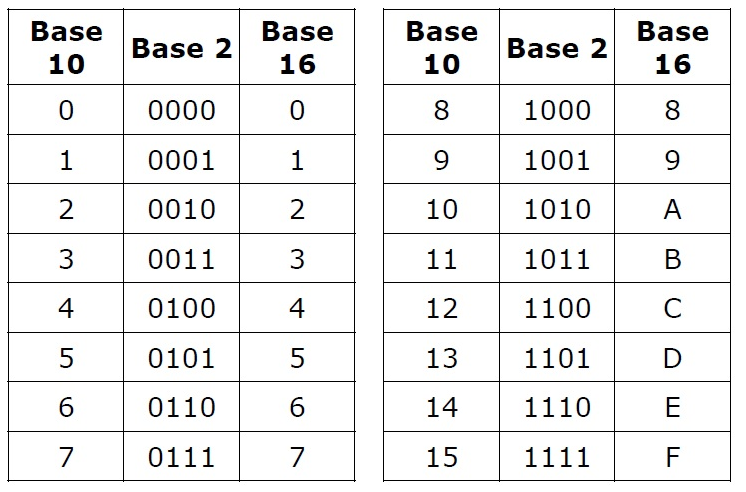 Base 10 Base 2 Base 16 Base 10 Base 2 Base 16
0 0000 0 8 1000 8
1 0001 1 9 1001 9
2 0010 2 10 1010 A
3 0011 3 11 1011 B
4 0100 4 12 1100 C
5 0101 5 13 1101 D
6 0110 6 14 1110 E
7 0111 7 15 1111 F